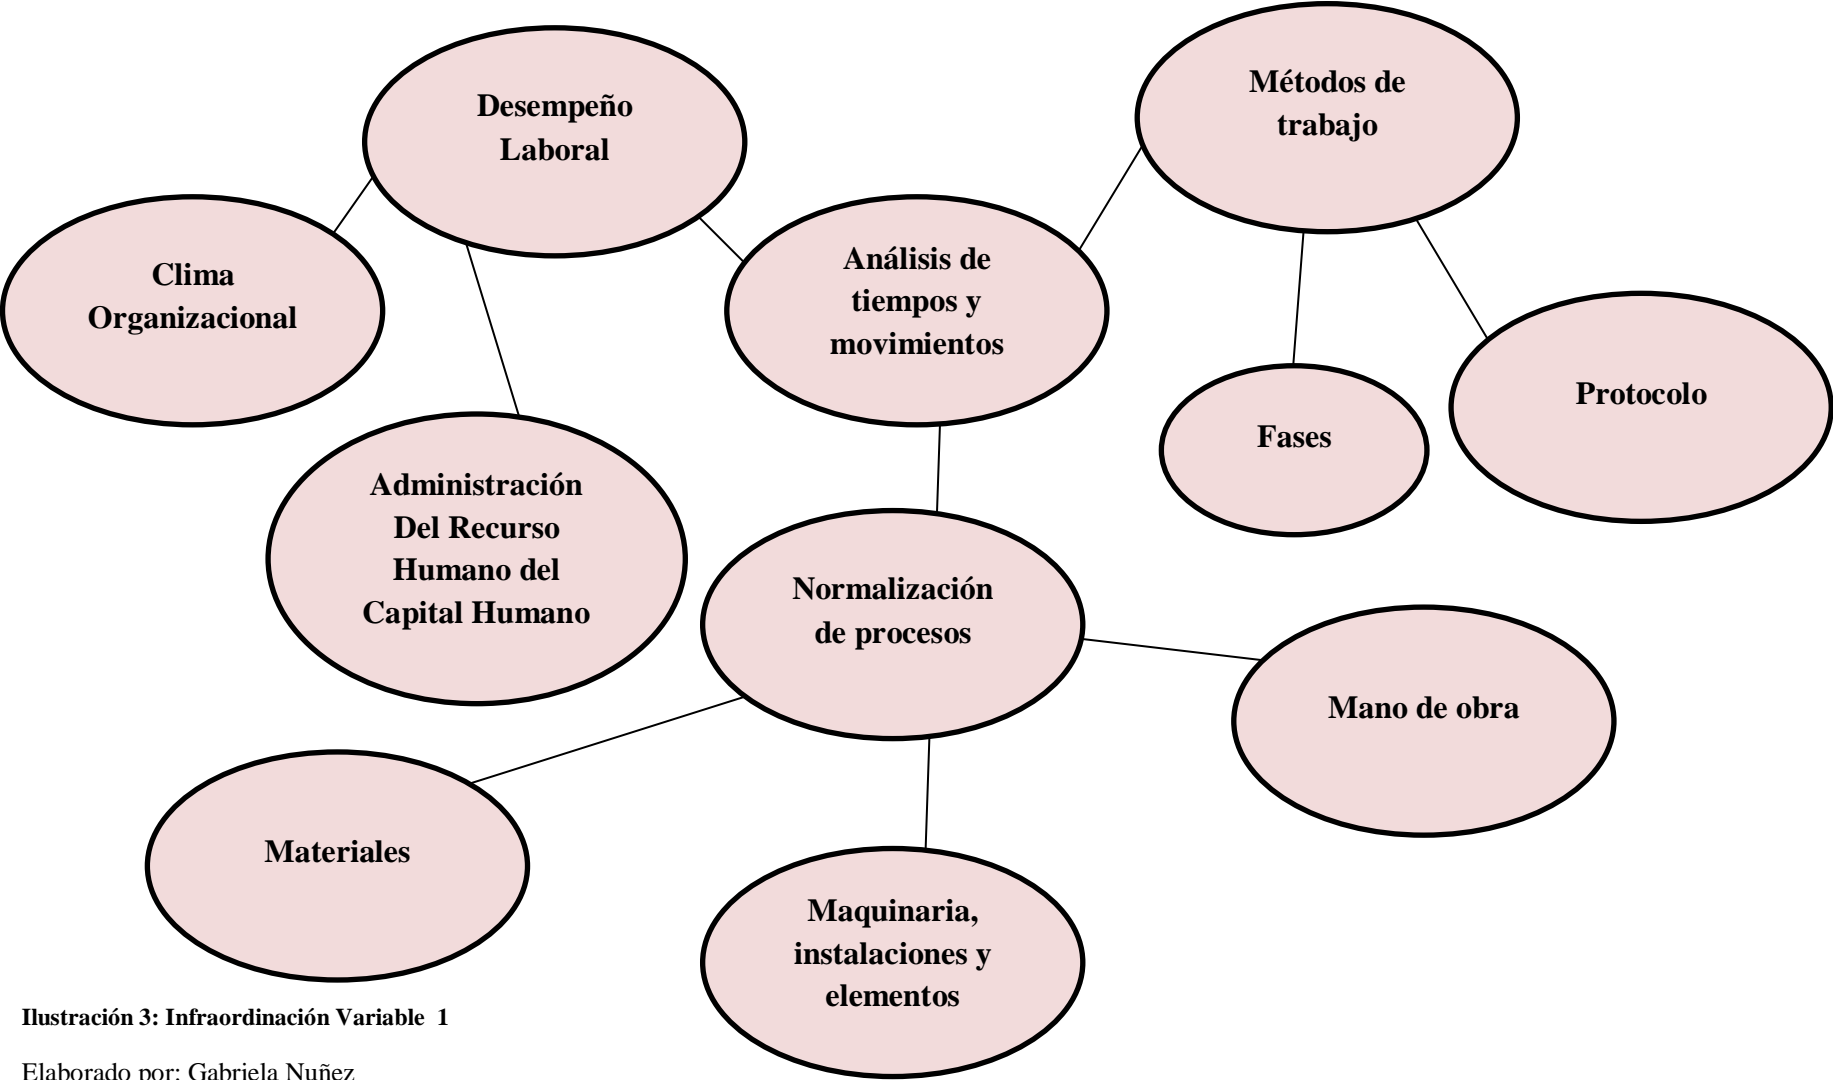 Desempeño
Laboral
Métodos de
trabajo
Clima
Organizacional
Análisis de
tiempos y
movimientos
Protocolo
Fases
Administración
Del Recurso
Humano del
Capital Humano
Normalización
de procesos
Mano de obra
Materiales
Maquinaria,
instalaciones y
elementos
Ilustración 3: Infraordinación Variable 1
Elaborado por: Gabriela Nuñez